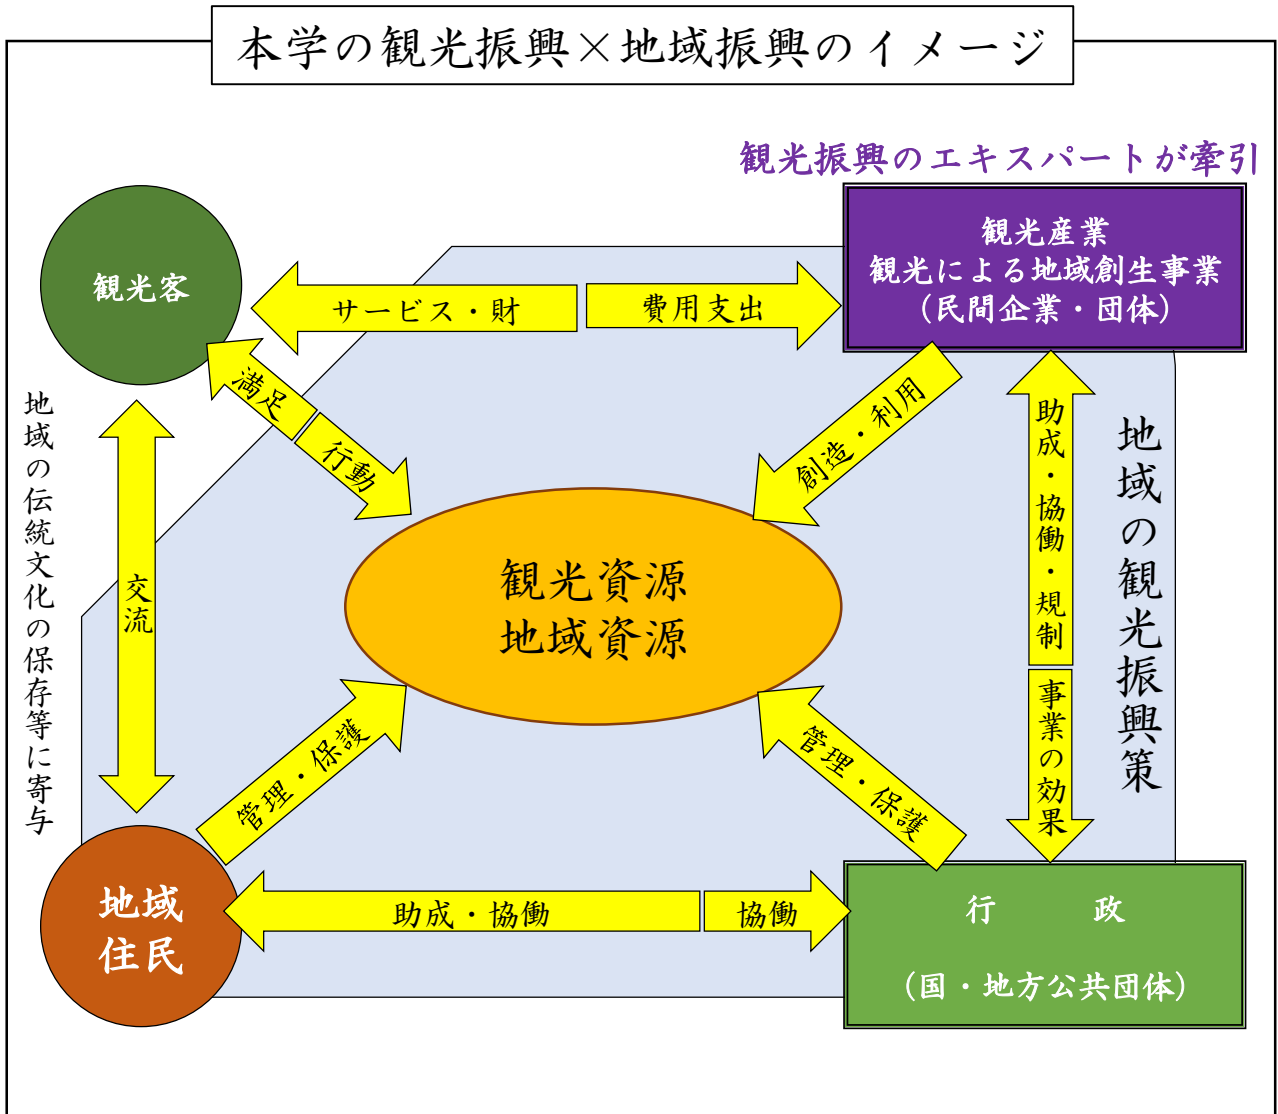 本学の観光振興×地域振興のイメージ
観光振興のエキスパートが牽引
観光産業
観光による地域創生事業
（民間企業・団体）
観光客
サービス・財
費用支出
満足
行動
創造・利用
助成・協働・規制
事業の効果
地域の観光振興策
地域の伝統文化の保存等に寄与
交流
観光資源
地域資源
管理・保護
管理・保護
地域
住民
助成・協働
協働
行　政
（国・地方公共団体）